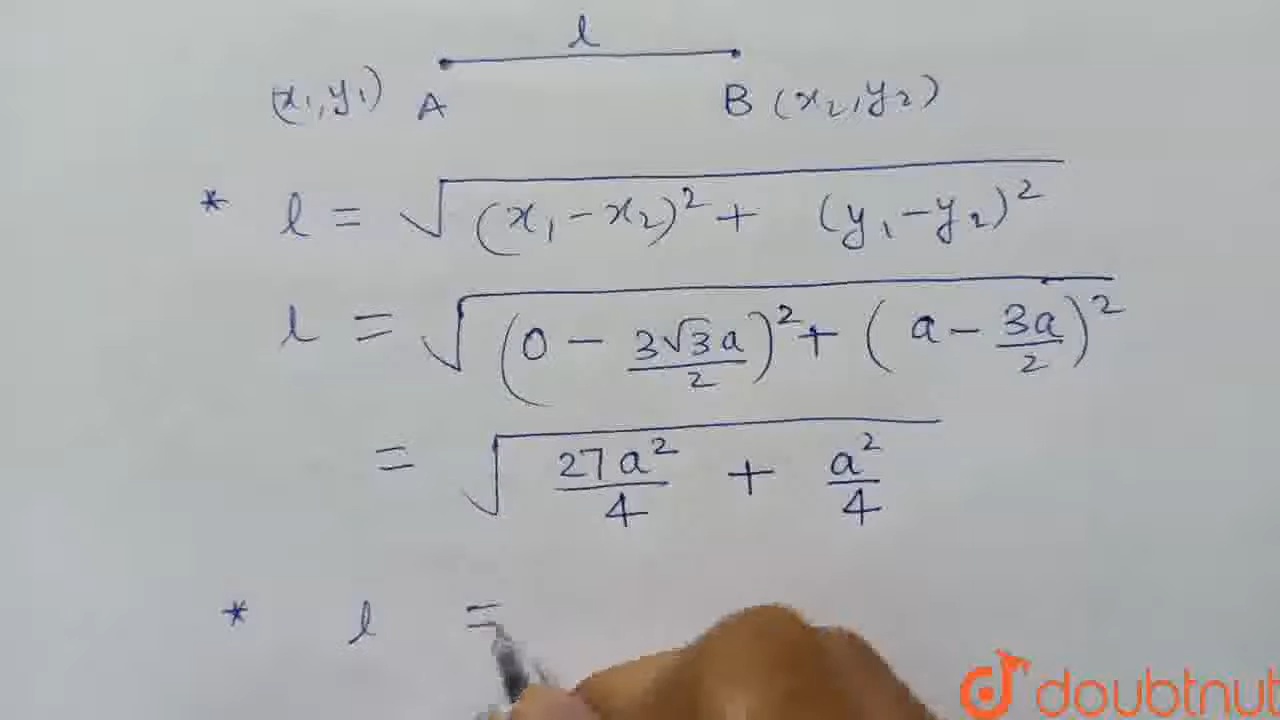 l
(x₁,y₁) A B (x₂,y₂)
* l = √((x₁-x₂)² + (y₁-y₂)²)
l = √((0 - 3√3a/2)² + (a - 3a/2)²)
= √(27a²/4 + a²/4)
* l =
doubtnut